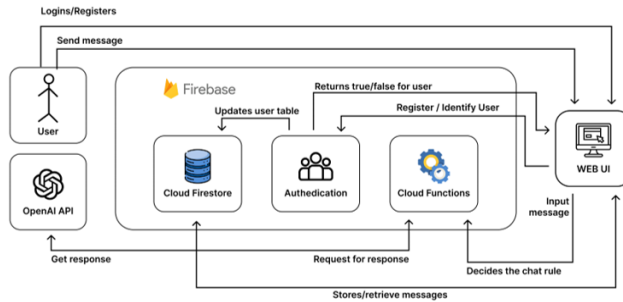 Logins/Registers
Send message
Firebase
Returns true/false for user
Updates user table
Register / Identify User
User
Cloud Firestore
Authedication
Cloud Functions
WEB UI
OpenAI API
Input
message
Get response
Request for response
Decides the chat rule
Stores/retrieve messages